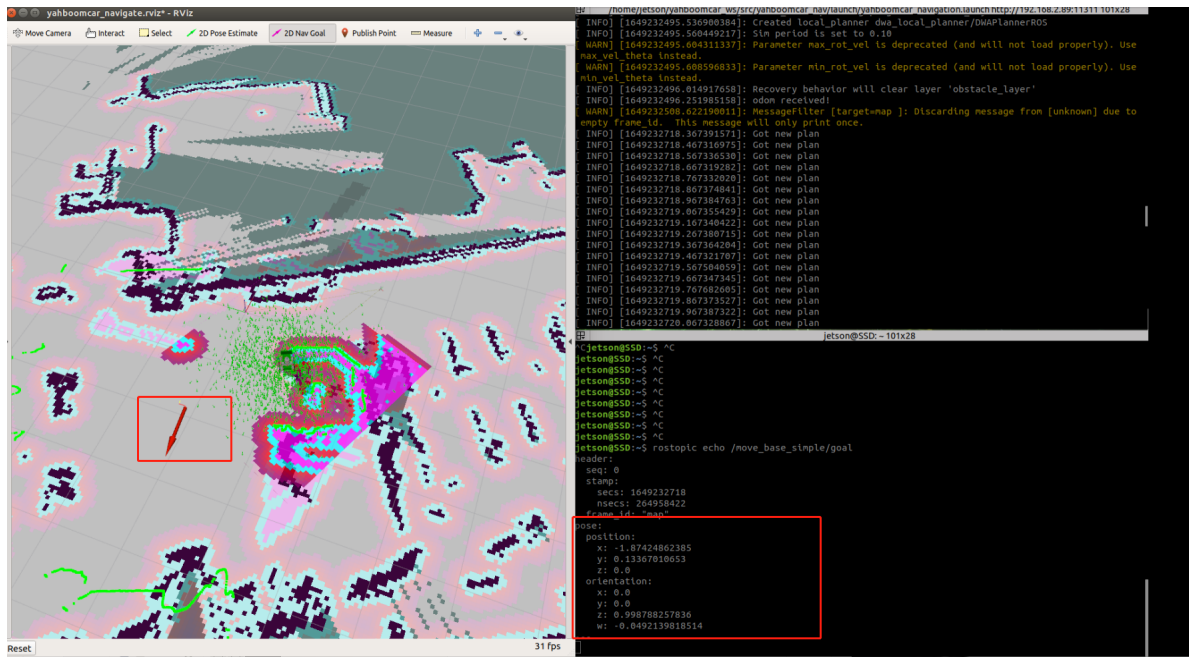 yahboomcar_navigate.rviz* - RViz
Move Camera Interact Select 2D Pose Estimate 2D Nav Goal Publish Point Measure
Reset
31 fps
/home/jetson/yahboomcar_ws/src/yahboomcar_nav/launch/yahboomcar_navigation.launch http://192.168.2.89:11311 101x28
[ INFO] [1649232495.536900384]: Created local_planner dwa_local_planner/DWAPlannerROS
[ INFO] [1649232495.560449217]: Sim period is set to 0.10
[ WARN] [1649232495.604311337]: Parameter max_rot_vel is deprecated (and will not load properly). Use
max_vel_theta instead.
[ WARN] [1649232495.608596833]: Parameter min_rot_vel is deprecated (and will not load properly). Use
min_vel_theta instead.
[ INFO] [1649232496.014917658]: Recovery behavior will clear layer 'obstacle_layer'
[ INFO] [1649232496.251985158]: odom received!
[ WARN] [1649232508.622190011]: MessageFilter [target=map ]: Discarding message from [unknown] due to
empty frame_id.  This message will only print once.
[ INFO] [1649232718.367391571]: Got new plan
[ INFO] [1649232718.467316975]: Got new plan
[ INFO] [1649232718.567336530]: Got new plan
[ INFO] [1649232718.667319282]: Got new plan
[ INFO] [1649232718.767332020]: Got new plan
[ INFO] [1649232718.867374841]: Got new plan
[ INFO] [1649232718.967384763]: Got new plan
[ INFO] [1649232719.067355429]: Got new plan
[ INFO] [1649232719.167340422]: Got new plan
[ INFO] [1649232719.267380715]: Got new plan
[ INFO] [1649232719.367364204]: Got new plan
[ INFO] [1649232719.467321707]: Got new plan
[ INFO] [1649232719.567504059]: Got new plan
[ INFO] [1649232719.667347345]: Got new plan
[ INFO] [1649232719.767682605]: Got new plan
[ INFO] [1649232719.867373527]: Got new plan
[ INFO] [1649232719.967387322]: Got new plan
[ INFO] [1649232720.067328867]: Got new plan
jetson@SSD: ~ 101x28
^Cjetson@SSD:~$ ^C
jetson@SSD:~$ ^C
jetson@SSD:~$ ^C
jetson@SSD:~$ ^C
jetson@SSD:~$ ^C
jetson@SSD:~$ ^C
jetson@SSD:~$ ^C
jetson@SSD:~$ ^C
jetson@SSD:~$ ^C
jetson@SSD:~$ rostopic echo /move_base_simple/goal
header:
seq: 0
stamp:
secs: 1649232718
nsecs: 264958422
frame_id: "map"
pose:
position:
x: -1.87424862385
y: 0.13367010653
z: 0.0
orientation:
x: 0.0
y: 0.0
z: 0.998788257836
w: -0.0492139818514